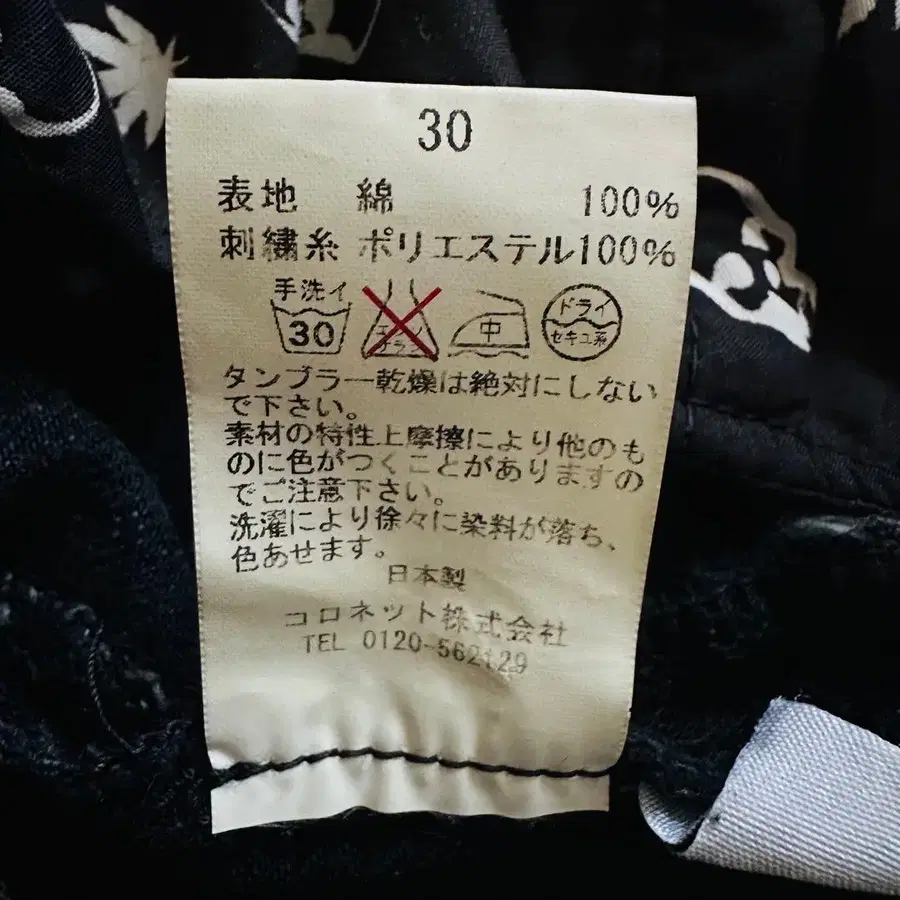 30
表地 綿 100%
刺繍糸 ポリエステル100%
手洗イ 30 エンソ サラシ 中 ドライ セキユ系
タンブラー乾燥は絶対にしない
で下さい。
素材の特性上摩擦により他のも
のに色がつくことがありますの
でご注意下さい。
洗濯により徐々に染料が落ち、
色あせます。
日本製
コロネット株式会社
TEL 0120-562129